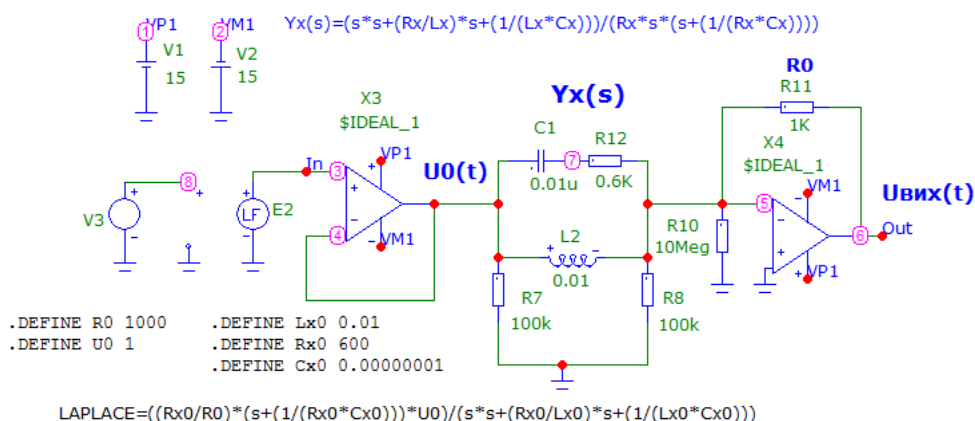 Yx(s)=(s*s+(Rx/Lx)*s+(1/(Lx*Cx)))/(Rx*s*(s+(1/(Rx*Cx))))
1 VP1
2 VM1
V1
15
V2
15
R0
R11
1K
Yx(s)
X3
$IDEAL_1
C1
7
R12
0.01u
0.6K
X4
$IDEAL_1
In
3
VP1
U0(t)
VM1
Uвих(t)
8
V3
LF
E2
4
VM1
5
R10
10Meg
6
Out
VP1
L2
0.01
R7
100k
R8
100k
.DEFINE R0 1000
.DEFINE U0 1
.DEFINE Lx0 0.01
.DEFINE Rx0 600
.DEFINE Cx0 0.00000001
LAPLACE=((Rx0/R0)*(s+(1/(Rx0*Cx0)))*U0)/(s*s+(Rx0/Lx0)*s+(1/(Lx0*Cx0)))